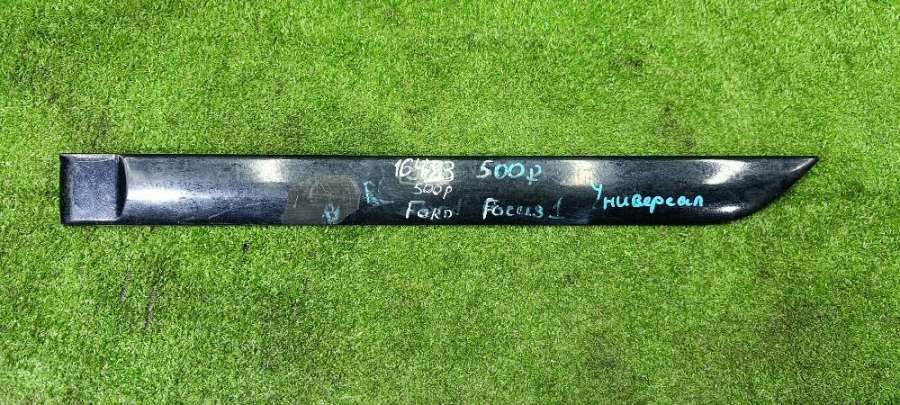 16483 500р
500р
Ford Focus 1 Универсал